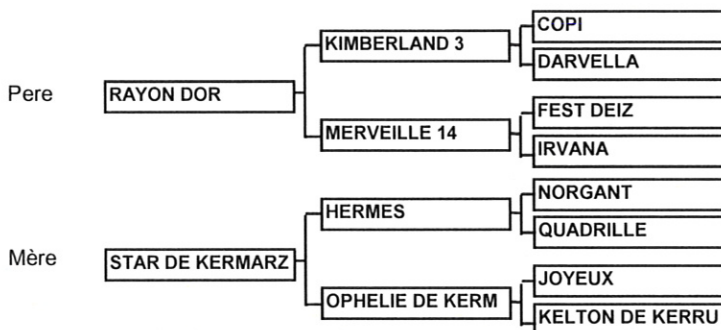 COPI
KIMBERLAND 3
DARVELLA
Pere
RAYON DOR
FEST DEIZ
MERVEILLE 14
IRVANA
NORGANT
HERMES
QUADRILLE
Mère
STAR DE KERMARZ
JOYEUX
OPHELIE DE KERM
KELTON DE KERRU